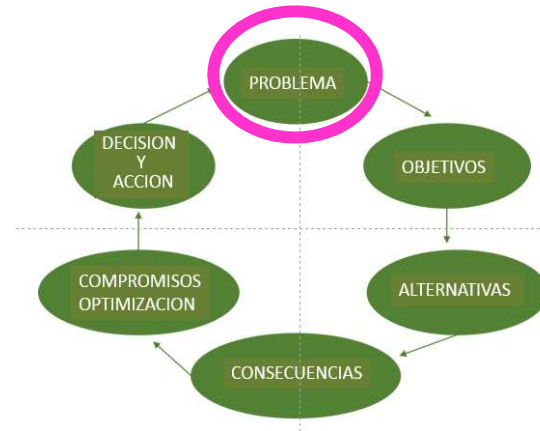 PROBLEMA
OBJETIVOS
ALTERNATIVAS
CONSECUENCIAS
COMPROMISOS
OPTIMIZACION
DECISION
Y
ACCION